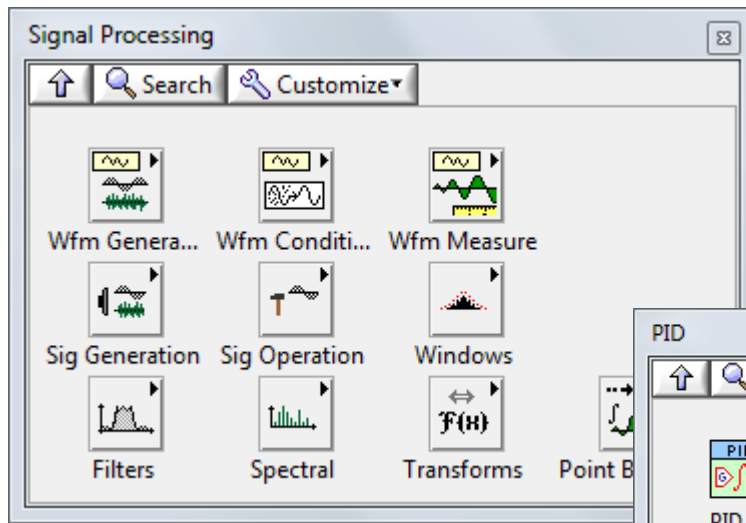 Signal Processing
Search Customize
Wfm Genera... Wfm Conditi... Wfm Measure
Sig Generation Sig Operation Windows
PID
F(x)
Filters Spectral Transforms Point B
PID